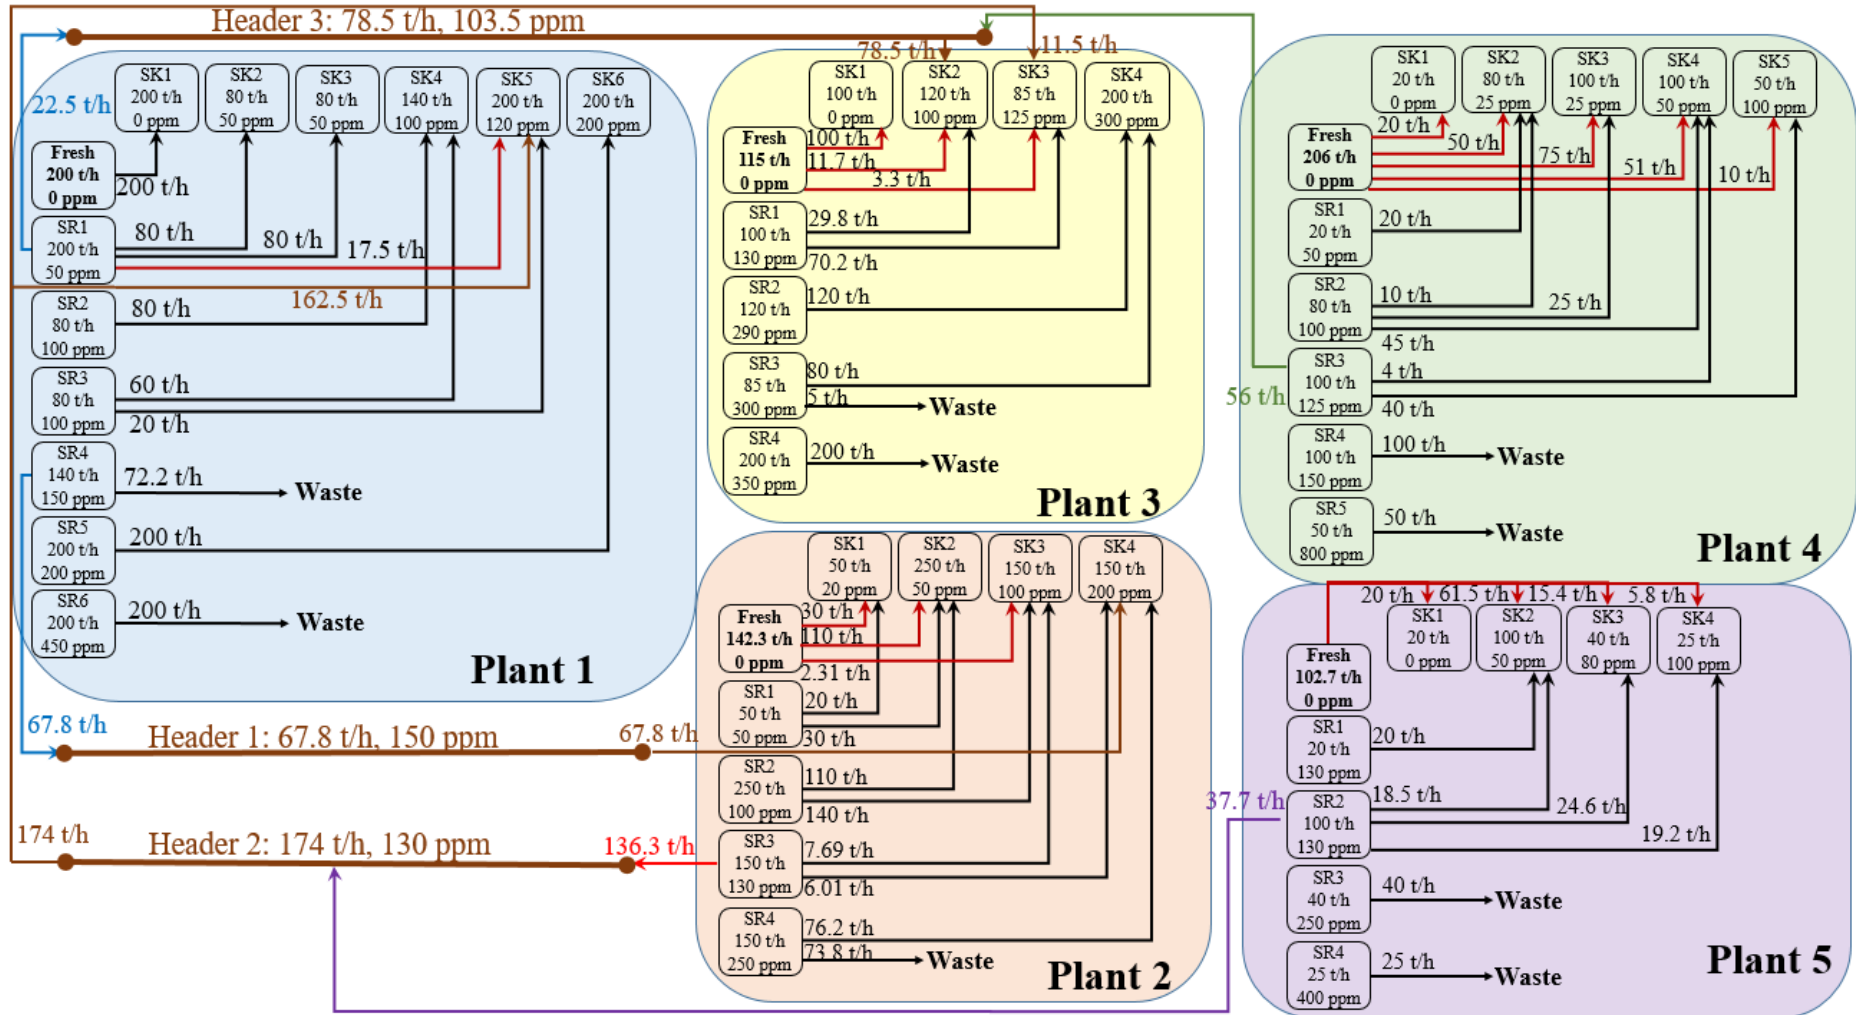 Header 3: 78.5 t/h, 103.5 ppm
22.5 t/h
SK1
200 t/h
0 ppm
SK2
80 t/h
50 ppm
SK3
80 t/h
50 ppm
SK4
140 t/h
100 ppm
SK5
200 t/h
120 ppm
SK6
200 t/h
200 ppm
Fresh
200 t/h
0 ppm
200 t/h
SR1
200 t/h
50 ppm
80 t/h
80 t/h
17.5 t/h
162.5 t/h
SR2
80 t/h
100 ppm
80 t/h
SR3
80 t/h
100 ppm
60 t/h
20 t/h
SR4
140 t/h
150 ppm
72.2 t/h
Waste
SR5
200 t/h
200 ppm
200 t/h
SR6
200 t/h
450 ppm
200 t/h
Waste
Plant 1
67.8 t/h
Header 1: 67.8 t/h, 150 ppm
67.8 t/h
174 t/h
Header 2: 174 t/h, 130 ppm
136.3 t/h
78.5 t/h
11.5 t/h
SK1
100 t/h
0 ppm
SK2
120 t/h
100 ppm
SK3
85 t/h
125 ppm
SK4
200 t/h
300 ppm
Fresh
115 t/h
0 ppm
100 t/h
11.7 t/h
3.3 t/h
SR1
100 t/h
130 ppm
29.8 t/h
70.2 t/h
SR2
120 t/h
290 ppm
120 t/h
SR3
85 t/h
300 ppm
80 t/h
5 t/h
Waste
SR4
200 t/h
350 ppm
200 t/h
Waste
Plant 3
SK1
50 t/h
20 ppm
SK2
250 t/h
50 ppm
SK3
150 t/h
100 ppm
SK4
150 t/h
200 ppm
Fresh
142.3 t/h
0 ppm
30 t/h
110 t/h
2.31 t/h
SR1
50 t/h
50 ppm
20 t/h
30 t/h
SR2
250 t/h
100 ppm
110 t/h
140 t/h
SR3
150 t/h
130 ppm
7.69 t/h
6.01 t/h
SR4
150 t/h
250 ppm
76.2 t/h
73.8 t/h
Waste
Plant 2
SK1
20 t/h
0 ppm
SK2
80 t/h
25 ppm
SK3
100 t/h
25 ppm
SK4
100 t/h
50 ppm
SK5
50 t/h
100 ppm
Fresh
206 t/h
0 ppm
20 t/h
50 t/h
75 t/h
51 t/h
10 t/h
SR1
20 t/h
50 ppm
20 t/h
SR2
80 t/h
100 ppm
10 t/h
25 t/h
45 t/h
56 t/h
SR3
100 t/h
125 ppm
4 t/h
40 t/h
SR4
100 t/h
150 ppm
100 t/h
Waste
SR5
50 t/h
800 ppm
50 t/h
Waste
Plant 4
20 t/h
61.5 t/h
15.4 t/h
5.8 t/h
SK1
20 t/h
0 ppm
SK2
100 t/h
50 ppm
SK3
40 t/h
80 ppm
SK4
25 t/h
100 ppm
Fresh
102.7 t/h
0 ppm
SR1
20 t/h
130 ppm
20 t/h
37.7 t/h
SR2
100 t/h
130 ppm
18.5 t/h
24.6 t/h
19.2 t/h
SR3
40 t/h
250 ppm
40 t/h
Waste
SR4
25 t/h
400 ppm
25 t/h
Waste
Plant 5